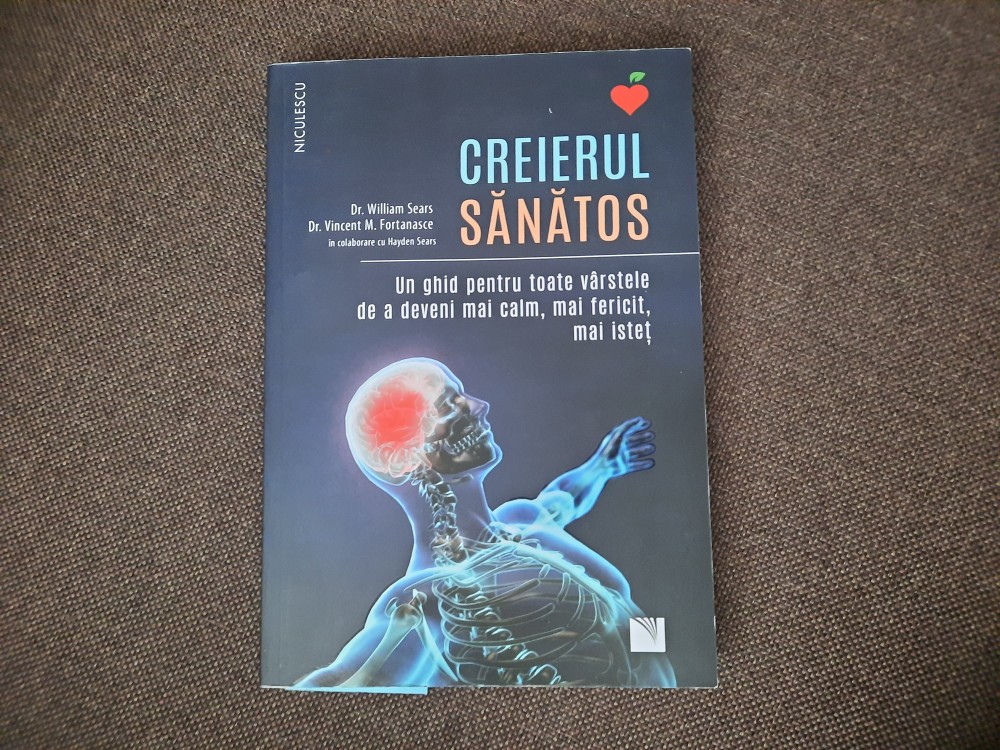 NICULESCU
CREIERUL
SĂNĂTOS
Dr. William Sears
Dr. Vincent M. Fortanasce
în colaborare cu Hayden Sears
Un ghid pentru toate vârstele
de a deveni mai calm, mai fericit,
mai isteț